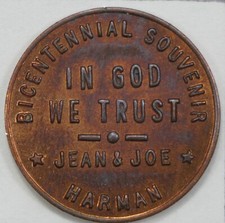 BICENTENNIAL SOUVENIR
IN GOD
WE TRUST
JEAN & JOE
HARMAN